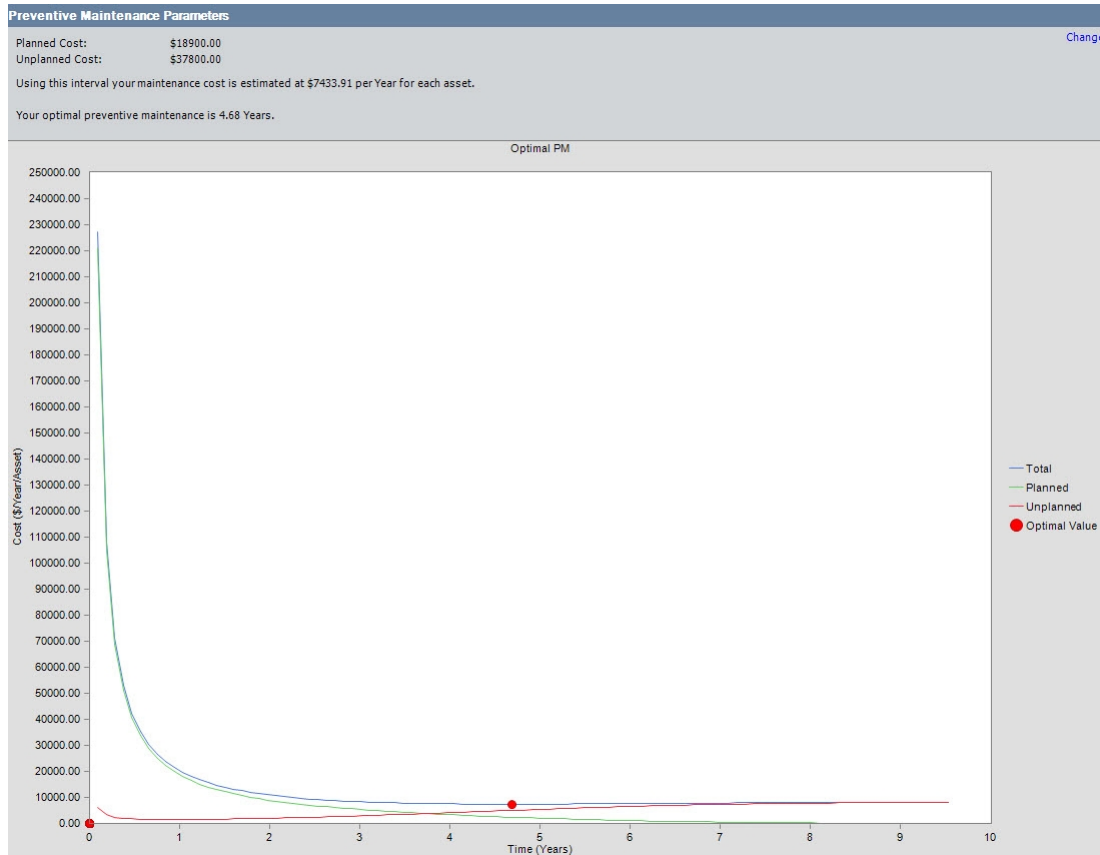 Preventive Maintenance Parameters
Planned Cost: $18900.00
Change
Unplanned Cost: $37800.00
Using this interval your maintenance cost is estimated at $7433.91 per Year for each asset.
Your optimal preventive maintenance is 4.68 Years.
Optimal PM
250000.00
240000.00
230000.00
220000.00
210000.00
200000.00
190000.00
180000.00
170000.00
160000.00
150000.00
140000.00
130000.00
120000.00
110000.00
100000.00
90000.00
80000.00
70000.00
60000.00
50000.00
40000.00
30000.00
20000.00
10000.00
0.00
Cost ($/Year/Asset)
0 1 2 3 4 5 6 7 8 9 10
Time (Years)
Total
Planned
Unplanned
Optimal Value